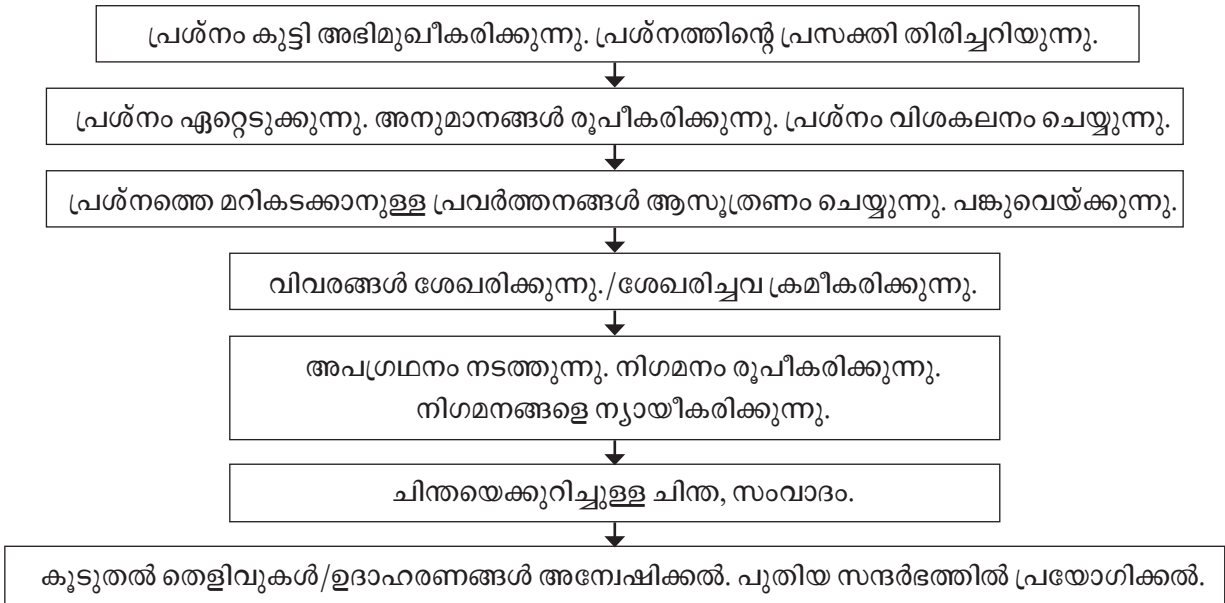 പ്രശ്നം കുട്ടി അഭിമുഖീകരിക്കുന്നു. പ്രശ്നത്തിന്റെ പ്രസക്തി തിരിച്ചറിയുന്നു.
പ്രശ്നം ഏറ്റെടുക്കുന്നു. അനുമാനങ്ങൾ രൂപീകരിക്കുന്നു. പ്രശ്നം വിശകലനം ചെയ്യുന്നു.
പ്രശ്നത്തെ മറികടക്കാനുള്ള പ്രവർത്തനങ്ങൾ ആസൂത്രണം ചെയ്യുന്നു. പങ്കുവെയ്ക്കുന്നു.
വിവരങ്ങൾ ശേഖരിക്കുന്നു./ശേഖരിച്ചവ ക്രമീകരിക്കുന്നു.
അപഗ്രഥനം നടത്തുന്നു. നിഗമനം രൂപീകരിക്കുന്നു.
നിഗമനങ്ങളെ ന്യായീകരിക്കുന്നു.
ചിന്തയെക്കുറിച്ചുള്ള ചിന്ത, സംവാദം.
കൂടുതൽ തെളിവുകൾ/ഉദാഹരണങ്ങൾ അന്വേഷിക്കൽ. പുതിയ സന്ദർഭത്തിൽ പ്രയോഗിക്കൽ.